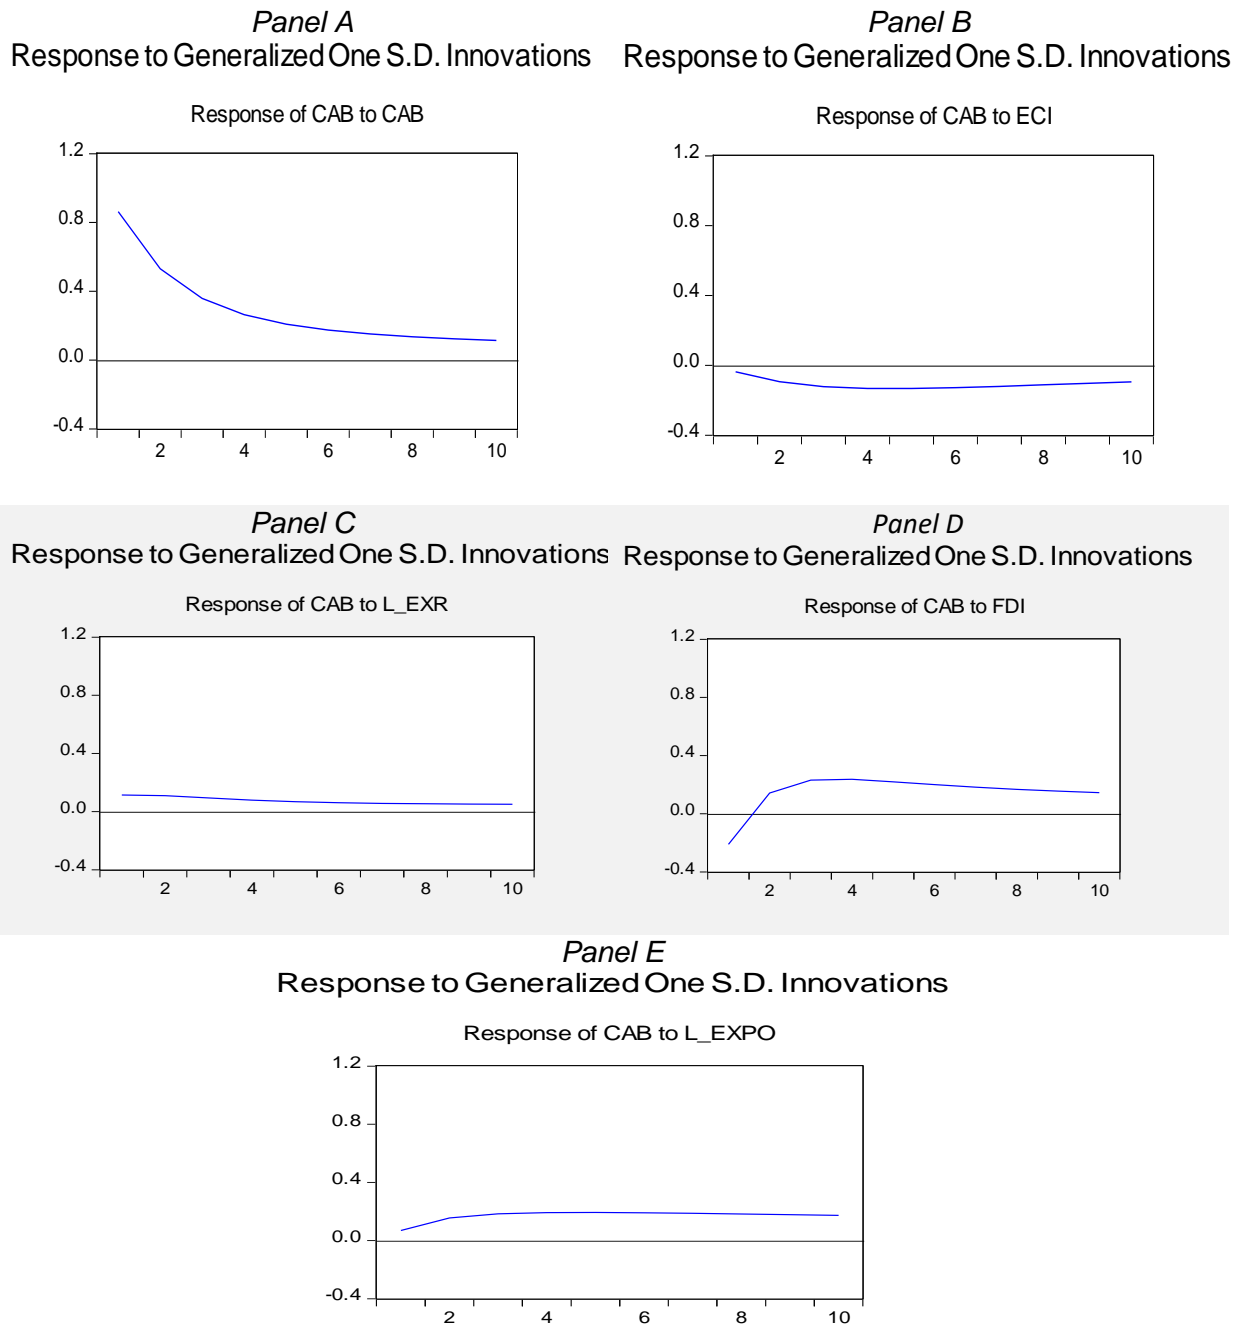 Panel A
Response to Generalized One S.D. Innovations
Response of CAB to CAB
1.2
0.8
0.4
0.0
-0.4
2 4 6 8 10
Panel B
Response to Generalized One S.D. Innovations
Response of CAB to ECI
1.2
0.8
0.4
0.0
-0.4
2 4 6 8 10
Panel C
Response to Generalized One S.D. Innovations
Response of CAB to L_EXR
1.2
0.8
0.4
0.0
-0.4
2 4 6 8 10
Panel D
Response to Generalized One S.D. Innovations
Response of CAB to FDI
1.2
0.8
0.4
0.0
-0.4
2 4 6 8 10
Panel E
Response to Generalized One S.D. Innovations
Response of CAB to L_EXPO
1.2
0.8
0.4
0.0
-0.4
2 4 6 8 10